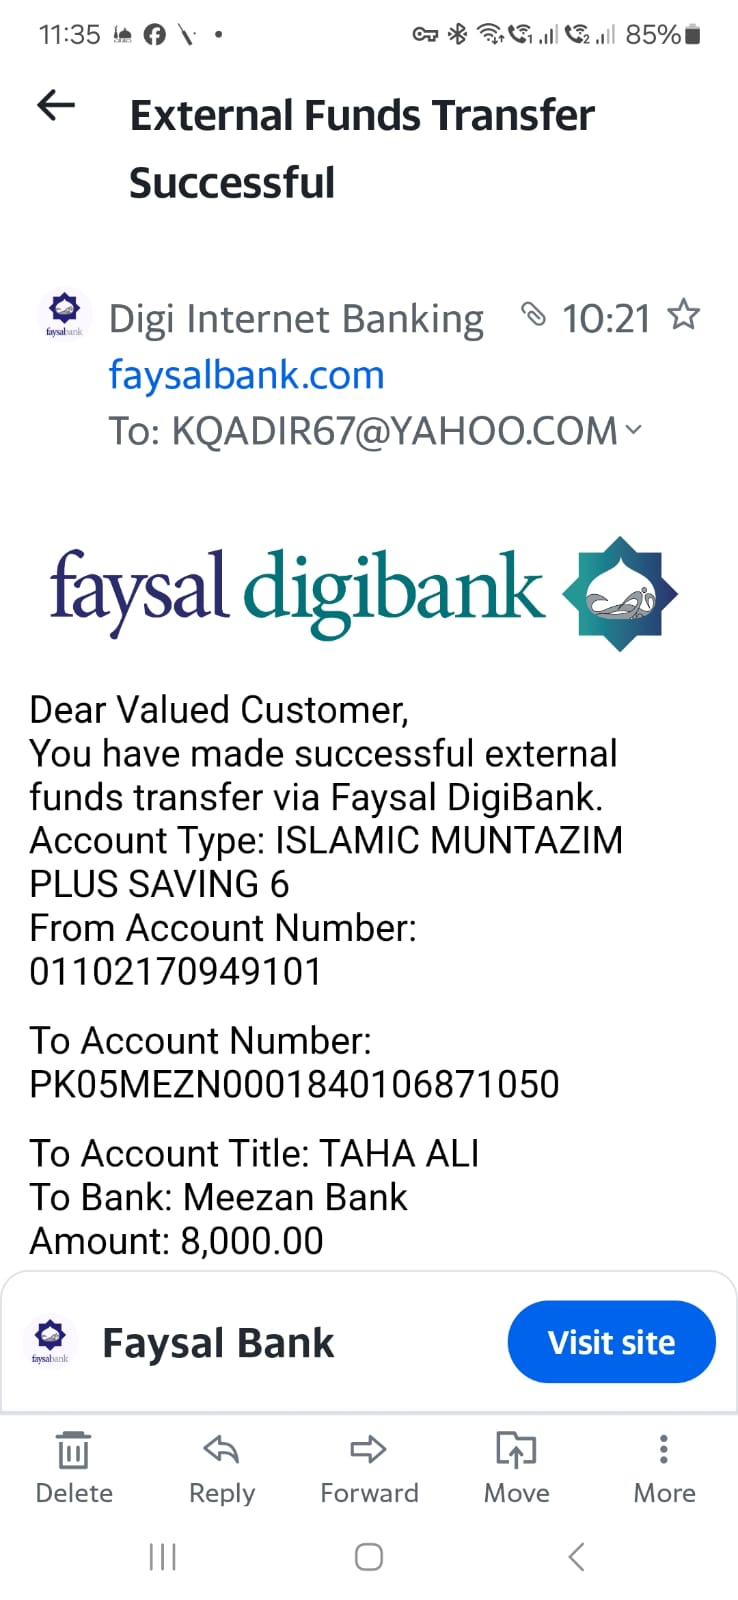 11:35
1 2 85%
External Funds Transfer
Successful
faysalbank
Digi Internet Banking 10:21
faysalbank.com
To: KQADIR67@YAHOO.COM
faysal digibank
Dear Valued Customer,
You have made successful external
funds transfer via Faysal DigiBank.
Account Type: ISLAMIC MUNTAZIM
PLUS SAVING 6
From Account Number:
01102170949101
To Account Number:
PK05MEZN0001840106871050
To Account Title: TAHA ALI
To Bank: Meezan Bank
Amount: 8,000.00
faysalbank
Faysal Bank
Visit site
Delete
Reply
Forward
Move
More